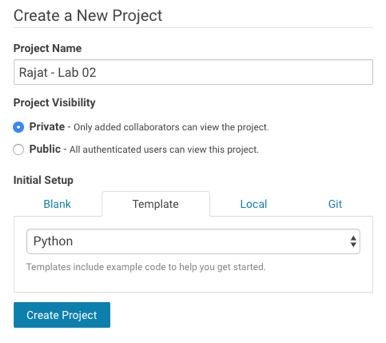 Create a New Project
Project Name
Rajat - Lab 02
Project Visibility
Private - Only added collaborators can view the project.
Public - All authenticated users can view this project.
Initial Setup
Blank Template Local Git
Python
Templates include example code to help you get started.
Create Project